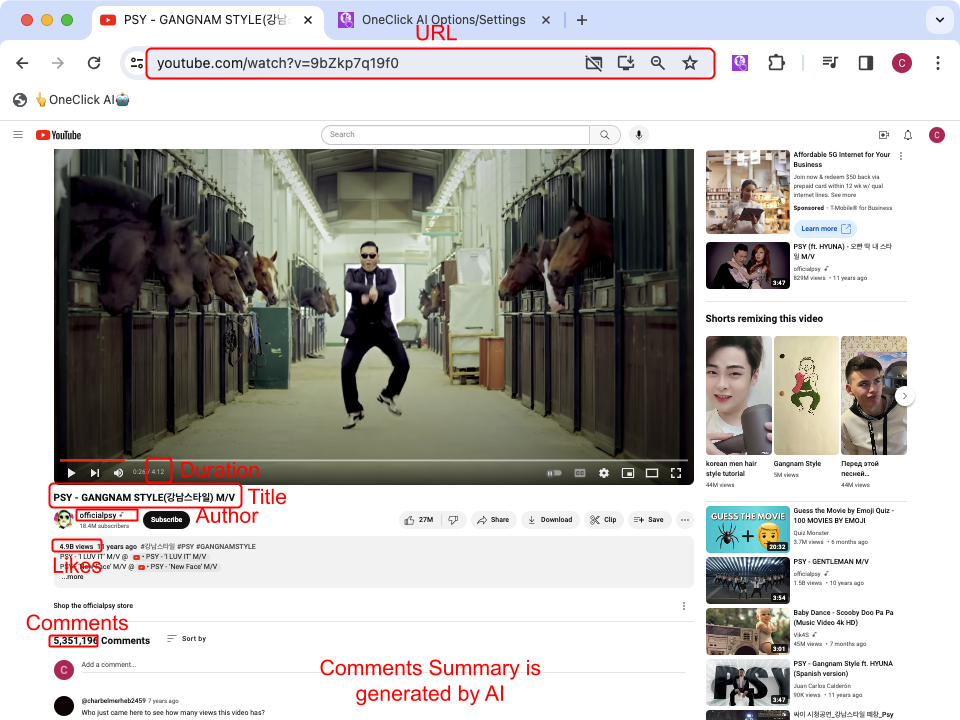 PSY - GANGNAM STYLE(강남
OneClick AI Options/Settings
URL
youtube.com/watch?v=9bZkp7q19f0
C
👆OneClick AI🤖
YouTube
Search
C
Affordable 5G Internet for Your
Business
Join now & redeem $50 back via
prepaid card within 12 wk w/ qual
internet lines. See more
Sponsored · T-Mobile® for Business
Learn more
PSY (ft. HYUNA) - 오빤 딱 내 스타
일 M/V
officialpsy
829M views • 11 years ago
3:47
Shorts remixing this video
korean men hair
style tutorial
44M views
Gangnam Style
5M views
Перед этой
песней...
44M views
0:26 / 4:12
Duration
PSY - GANGNAM STYLE(강남스타일) M/V
Title
officialpsy
18.4M subscribers
Subscribe
Author
27M
Share
Download
Clip
Save
4.9B views 11 years ago #강남스타일 #PSY #GANGNAMSTYLE
PSY - 'I LUV IT' M/V @ • PSY - 'I LUV IT' M/V
Face' M/V @ • PSY - 'New Face' M/V
...more
Likes
Shop the officialpsy store
Comments
5,351,196 Comments
Sort by
C
Add a comment...
Comments Summary is
generated by AI
@charbelmerheb2459 7 years ago
Who just came here to see how many views this video has?
GUESS THE MOVIE
20:32
Guess the Movie by Emoji Quiz -
100 MOVIES BY EMOJI
Quiz Monster
3.7M views • 6 months ago
3:54
PSY - GENTLEMAN M/V
officialpsy
1.5B views • 10 years ago
3:01
Baby Dance - Scooby Doo Pa Pa
(Music Video 4k HD)
Vik4S
45M views • 7 months ago
PSY
3:47
PSY - Gangnam Style ft. HYUNA
(Spanish version)
Juan Carlos Calderón
90K views • 11 years ago
싸이 시청공연_강남스타일 떼창_Psy